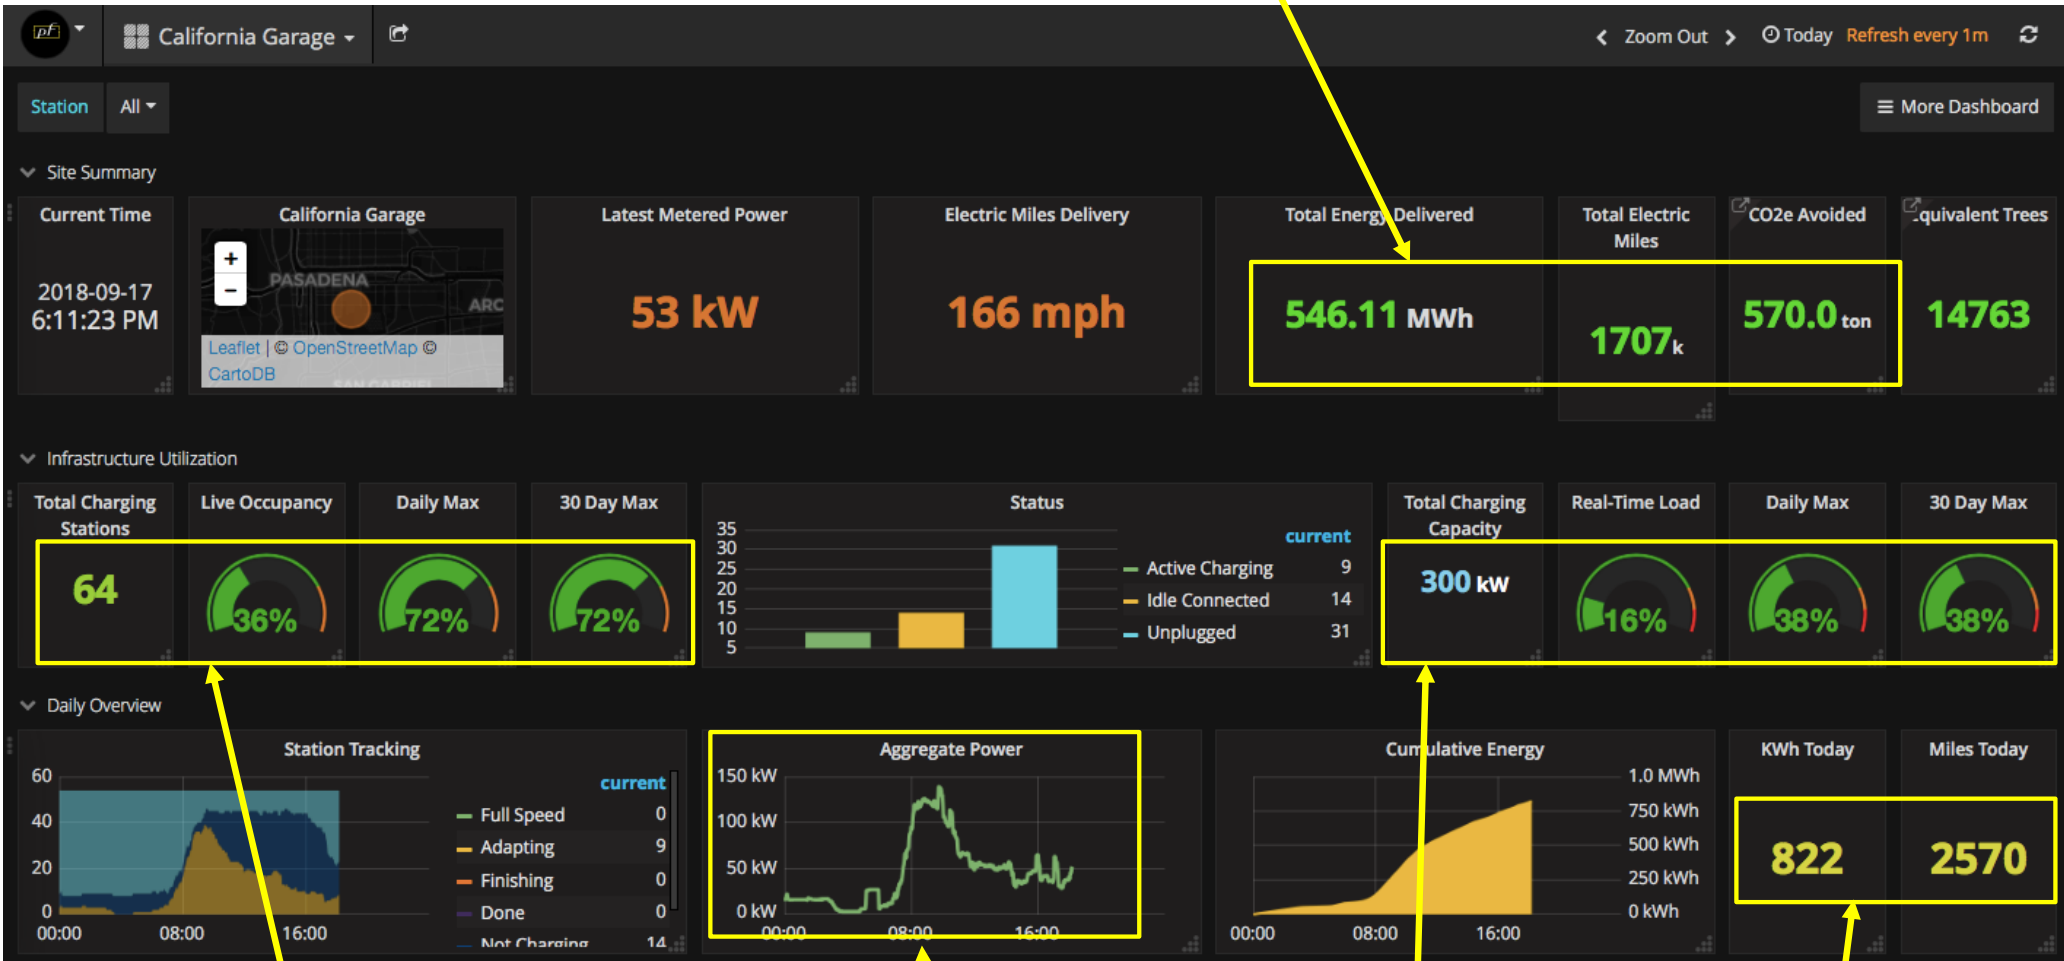 pf
California Garage
Zoom Out
Today Refresh every 1m
Station
All
More Dashboard
Site Summary
Current Time
2018-09-17
6:11:23 PM
California Garage
+
−
PASADENA
ARC
Leaflet | © OpenStreetMap ©
CartoDB
SAN GABRIEL
Latest Metered Power
53 kW
Electric Miles Delivery
166 mph
Total Energy Delivered
546.11 MWh
Total Electric
Miles
1707 k
CO2e Avoided
570.0 ton
quivalent Trees
14763
Infrastructure Utilization
Total Charging
Stations
64
Live Occupancy
36%
Daily Max
72%
30 Day Max
72%
Status
35
30
25
20
15
10
5
current
Active Charging 9
Idle Connected 14
Unplugged 31
Total Charging
Capacity
300 kW
Real-Time Load
16%
Daily Max
38%
30 Day Max
38%
Daily Overview
Station Tracking
60
40
20
0
00:00 08:00 16:00
current
Full Speed 0
Adapting 9
Finishing 0
Done 0
Not Charging 14
Aggregate Power
150 kW
100 kW
50 kW
0 kW
00:00 08:00 16:00
Cumulative Energy
1.0 MWh
750 kWh
500 kWh
250 kWh
0 kWh
00:00 08:00 16:00
KWh Today
822
Miles Today
2570